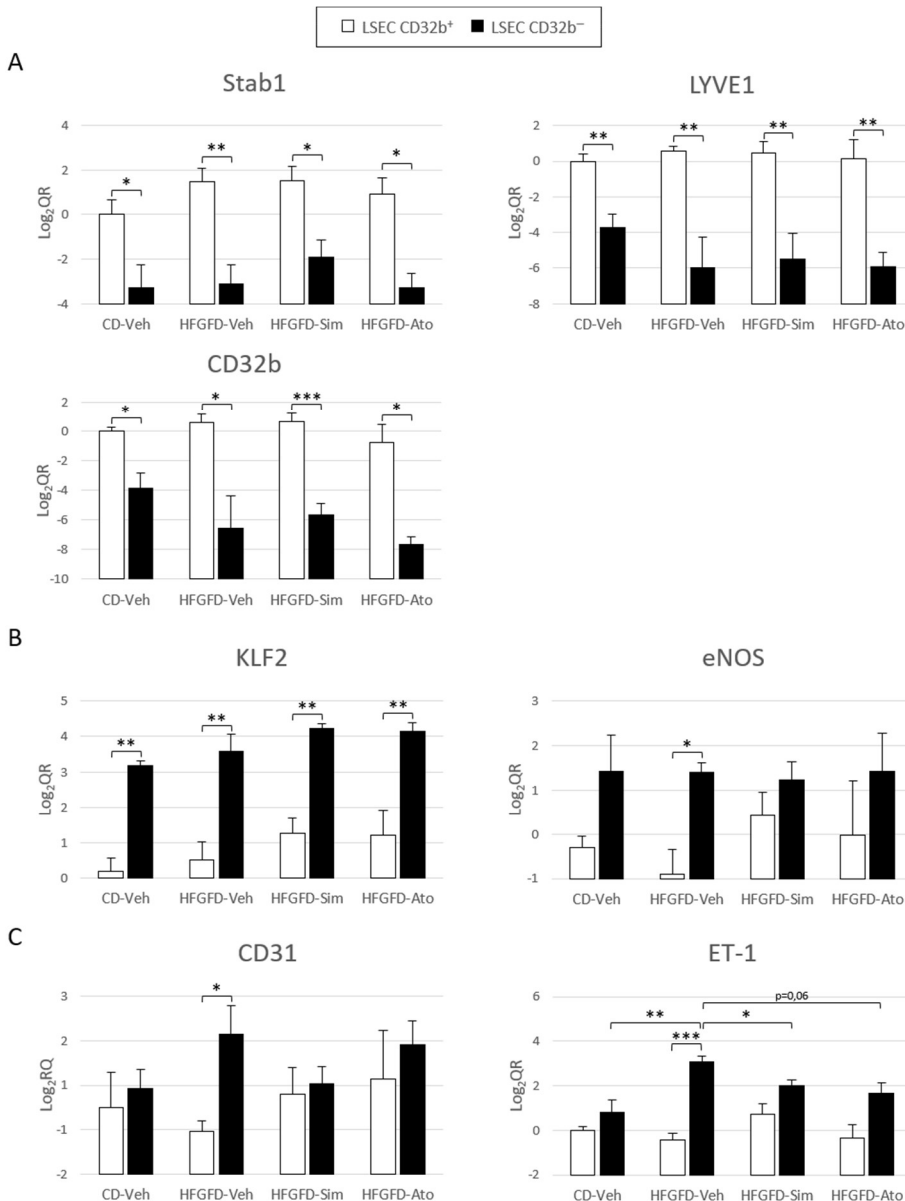 LSEC CD32b⁺ LSEC CD32b⁻
A
Stab1
LYVE1
Log₂QR
4
2
0
-2
-4
* ** * *
CD-Veh HFGFD-Veh HFGFD-Sim HFGFD-Ato
Log₂QR
2
0
-2
-4
-6
-8
** ** ** **
CD-Veh HFGFD-Veh HFGFD-Sim HFGFD-Ato
CD32b
Log₂QR
2
0
-2
-4
-6
-8
-10
* * *** *
CD-Veh HFGFD-Veh HFGFD-Sim HFGFD-Ato
B
KLF2
eNOS
Log₂QR
5
4
3
2
1
0
** ** ** **
CD-Veh HFGFD-Veh HFGFD-Sim HFGFD-Ato
Log₂QR
3
2
1
0
-1
*
CD-Veh HFGFD-Veh HFGFD-Sim HFGFD-Ato
C
CD31
ET-1
Log₂RQ
3
2
1
-1
-2
*
CD-Veh HFGFD-Veh HFGFD-Sim HFGFD-Ato
Log₂QR
6
4
2
0
-2
p=0,06
** *
***
CD-Veh HFGFD-Veh HFGFD-Sim HFGFD-Ato